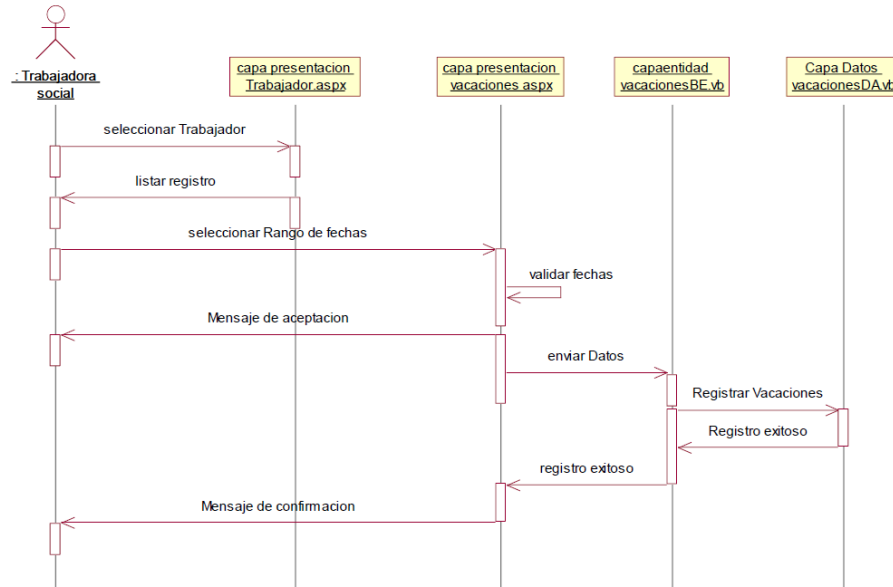 : Trabajadora
social
capa presentacion
Trabajador.aspx
capa presentacion
vacaciones aspx
capaentidad
vacacionesBE.vb
Capa Datos
vacacionesDA.vb
seleccionar Trabajador
listar registro
seleccionar Rango de fechas
validar fechas
Mensaje de aceptacion
enviar Datos
Registrar Vacaciones
Registro exitoso
registro exitoso
Mensaje de confirmacion